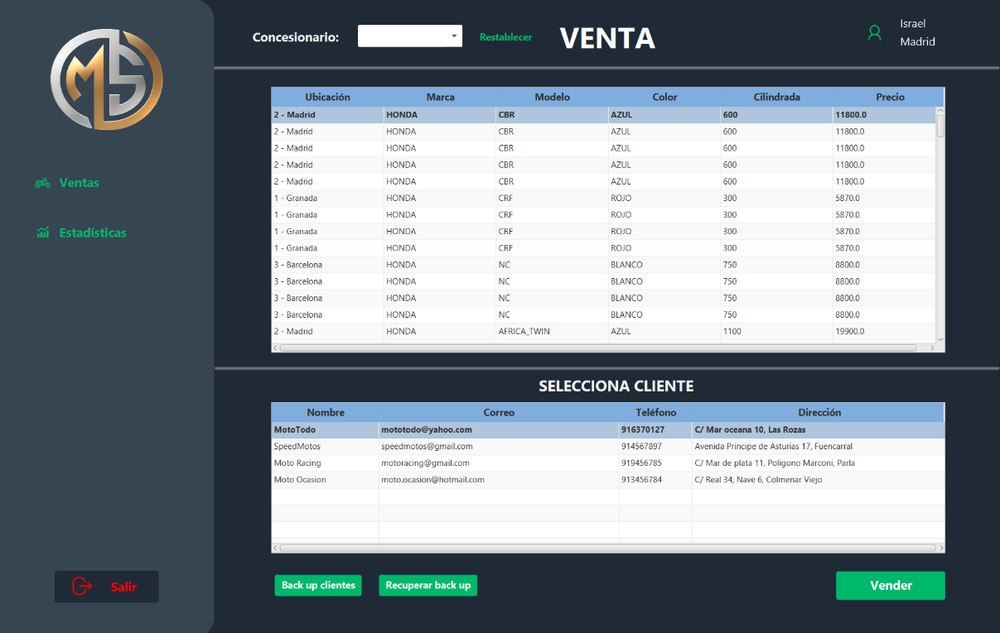 MS
Concesionario:
Restablecer
VENTA
Israel
Madrid
Ventas
Estadísticas
Salir
Ubicación Marca Modelo Color Cilindrada Precio
2 - Madrid HONDA CBR AZUL 600 11800.0
2 - Madrid HONDA CBR AZUL 600 11800.0
2 - Madrid HONDA CBR AZUL 600 11800.0
2 - Madrid HONDA CBR AZUL 600 11800.0
2 - Madrid HONDA CBR AZUL 600 11800.0
1 - Granada HONDA CRF ROJO 300 5870.0
1 - Granada HONDA CRF ROJO 300 5870.0
1 - Granada HONDA CRF ROJO 300 5870.0
1 - Granada HONDA CRF ROJO 300 5870.0
3 - Barcelona HONDA NC BLANCO 750 8800.0
3 - Barcelona HONDA NC BLANCO 750 8800.0
3 - Barcelona HONDA NC BLANCO 750 8800.0
3 - Barcelona HONDA NC BLANCO 750 8800.0
2 - Madrid HONDA AFRICA_TWIN AZUL 1100 19900.0
SELECCIONA CLIENTE
Nombre Correo Teléfono Dirección
MotoTodo mototodo@yahoo.com 916370127 C/ Mar oceana 10, Las Rozas
SpeedMotos speedmotos@gmail.com 914567897 Avenida Principe de Asturias 17, Fuencarral
Moto Racing motoracing@gmail.com 919456785 C/ Mar de plata 11, Poligono Marconi, Parla
Moto Ocasion moto.ocasion@hotmail.com 913456784 C/ Real 34, Nave 6, Colmenar Viejo
Back up clientes
Recuperar back up
Vender